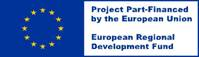 Project Part-Financed
by the European Union
European Regional
Development Fund